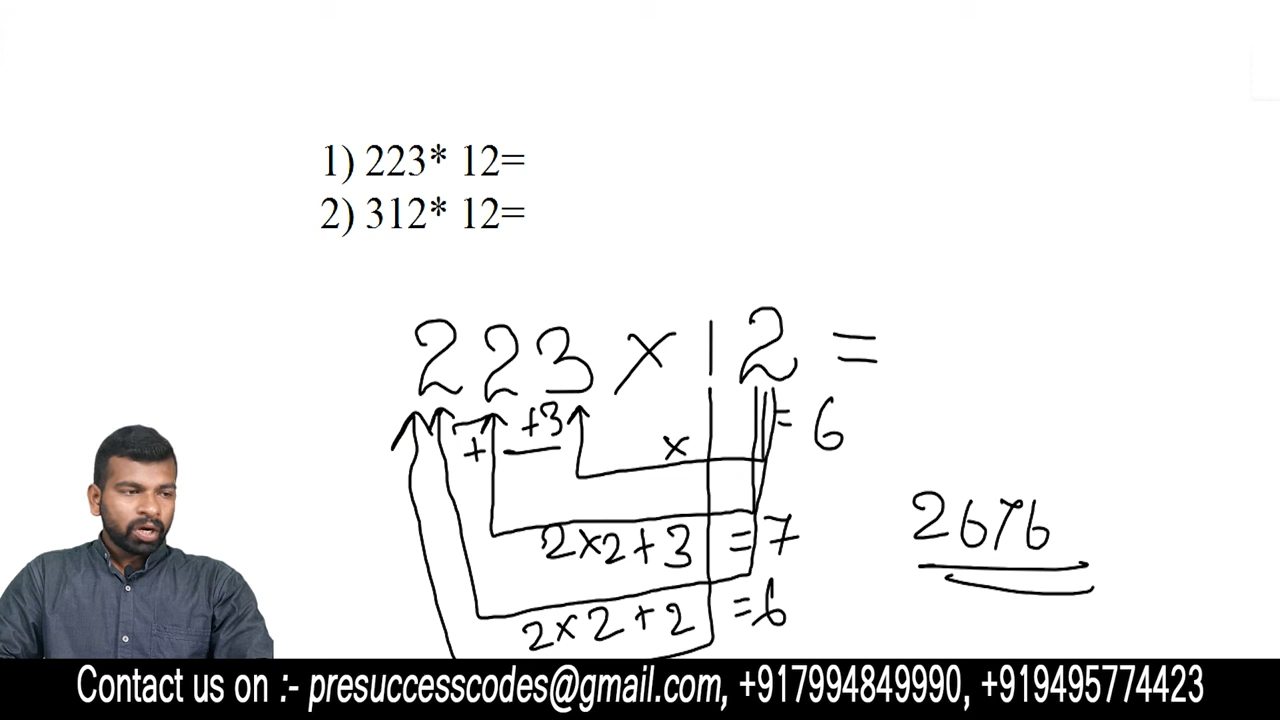 1) 223* 12=
2) 312* 12=
223 × 12 =
+ +3 × = 6
2×2+3 = 7
2676
2×2+2 =6
Contact us on :- presuccesscodes@gmail.com, +917994849990, +919495774423